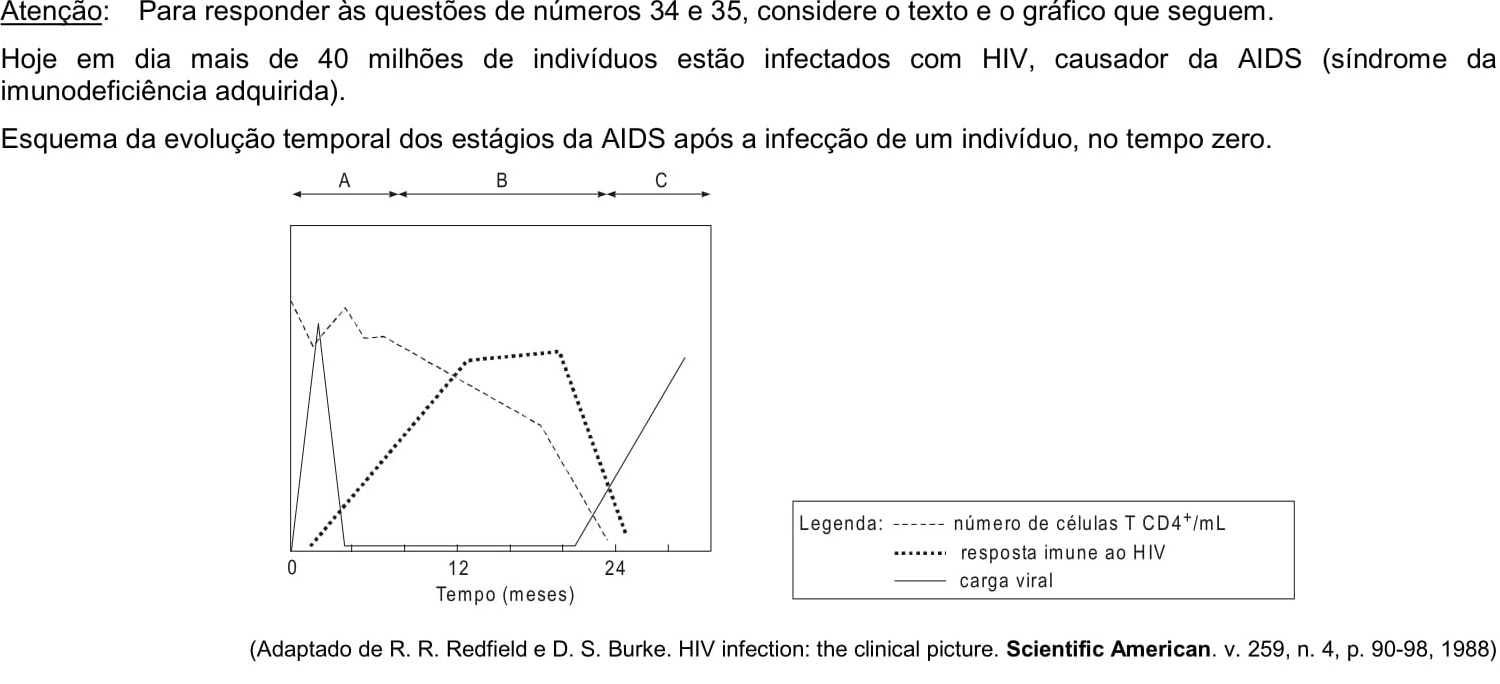 Atenção: Para responder às questões de números 34 e 35, considere o texto e o gráfico que seguem.
Hoje em dia mais de 40 milhões de indivíduos estão infectados com HIV, causador da AIDS (síndrome da
imunodeficiência adquirida).
Esquema da evolução temporal dos estágios da AIDS após a infecção de um indivíduo, no tempo zero.
A B C
Legenda: ------ número de células T CD4⁺/mL
resposta imune ao HIV
carga viral
0 12 24
Tempo (meses)
(Adaptado de R. R. Redfield e D. S. Burke. HIV infection: the clinical picture. Scientific American. v. 259, n. 4, p. 90-98, 1988)